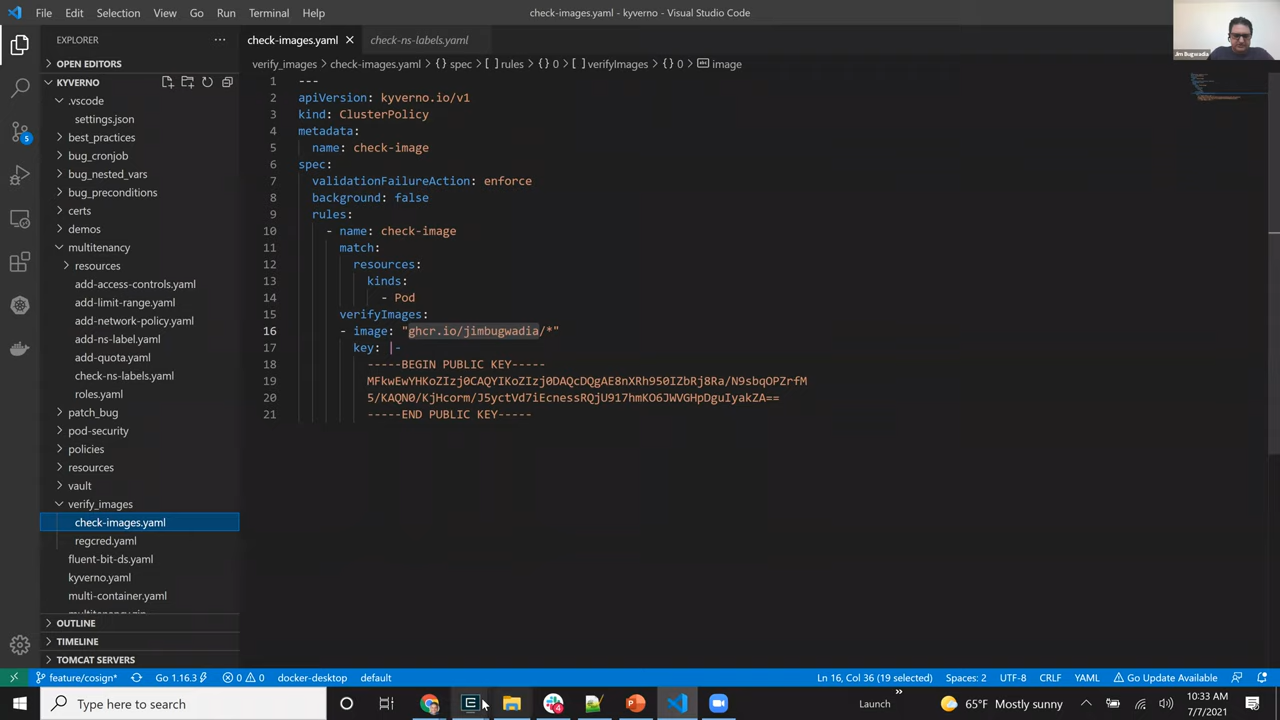 File Edit Selection View Go Run Terminal Help
check-images.yaml - kyverno - Visual Studio Code
Jim Bugwadia
EXPLORER
OPEN EDITORS
KYVERNO
.vscode
settings.json
best_practices
bug_cronjob
bug_nested_vars
bug_preconditions
certs
demos
multitenancy
resources
add-access-controls.yaml
add-limit-range.yaml
add-network-policy.yaml
add-ns-label.yaml
add-quota.yaml
check-ns-labels.yaml
roles.yaml
patch_bug
pod-security
policies
resources
vault
verify_images
check-images.yaml
regcred.yaml
fluent-bit-ds.yaml
kyverno.yaml
multi-container.yaml
multitenancy.zip
OUTLINE
TIMELINE
TOMCAT SERVERS
5
check-images.yaml check-ns-labels.yaml
verify_images > check-images.yaml > {} spec > [ ] rules > {} 0 > [ ] verifyImages > {} 0 > image
1 ---
2 apiVersion: kyverno.io/v1
3 kind: ClusterPolicy
4 metadata:
5 name: check-image
6 spec:
7 validationFailureAction: enforce
8 background: false
9 rules:
10 - name: check-image
11 match:
12 resources:
13 kinds:
14 - Pod
15 verifyImages:
16 - image: "ghcr.io/jimbugwadia/*"
17 key: |-
18 -----BEGIN PUBLIC KEY-----
19 MFkwEwYHKoZIzj0CAQYIKoZIzj0DAQcDQgAE8nXRh950IZbRj8Ra/N9sbqOPZrfM
20 5/KAQN0/KjHcorm/J5yctVd7iEcnessRQjU917hmKO6JWVGHpDguIyakZA==
21 -----END PUBLIC KEY-----
feature/cosign* Go 1.16.3 0 0 docker-desktop default
Ln 16, Col 36 (19 selected) Spaces: 2 UTF-8 CRLF YAML Go Update Available
Type here to search
Launch 65°F Mostly sunny
10:33 AM
7/7/2021